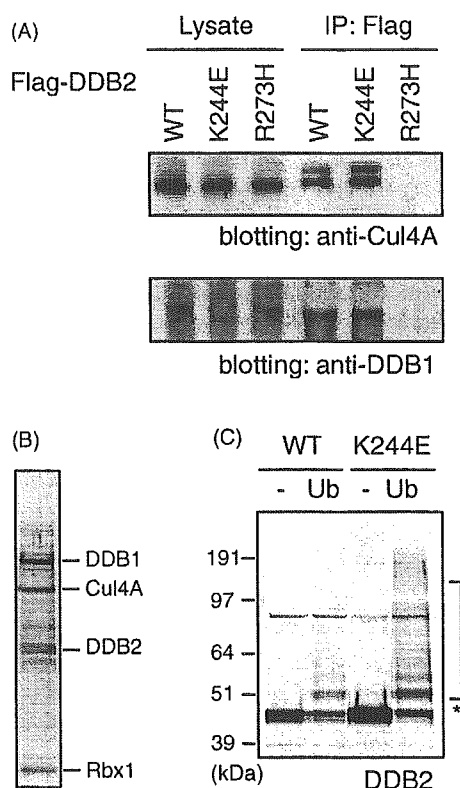 (A)
Lysate IP: Flag
Flag-DDB2 WT K244E R273H WT K244E R273H
blotting: anti-Cul4A
blotting: anti-DDB1
(B)
DDB1
Cul4A
DDB2
Rbx1
(C)
WT K244E
- Ub - Ub
191
97
64
51
*
39
(kDa) DDB2